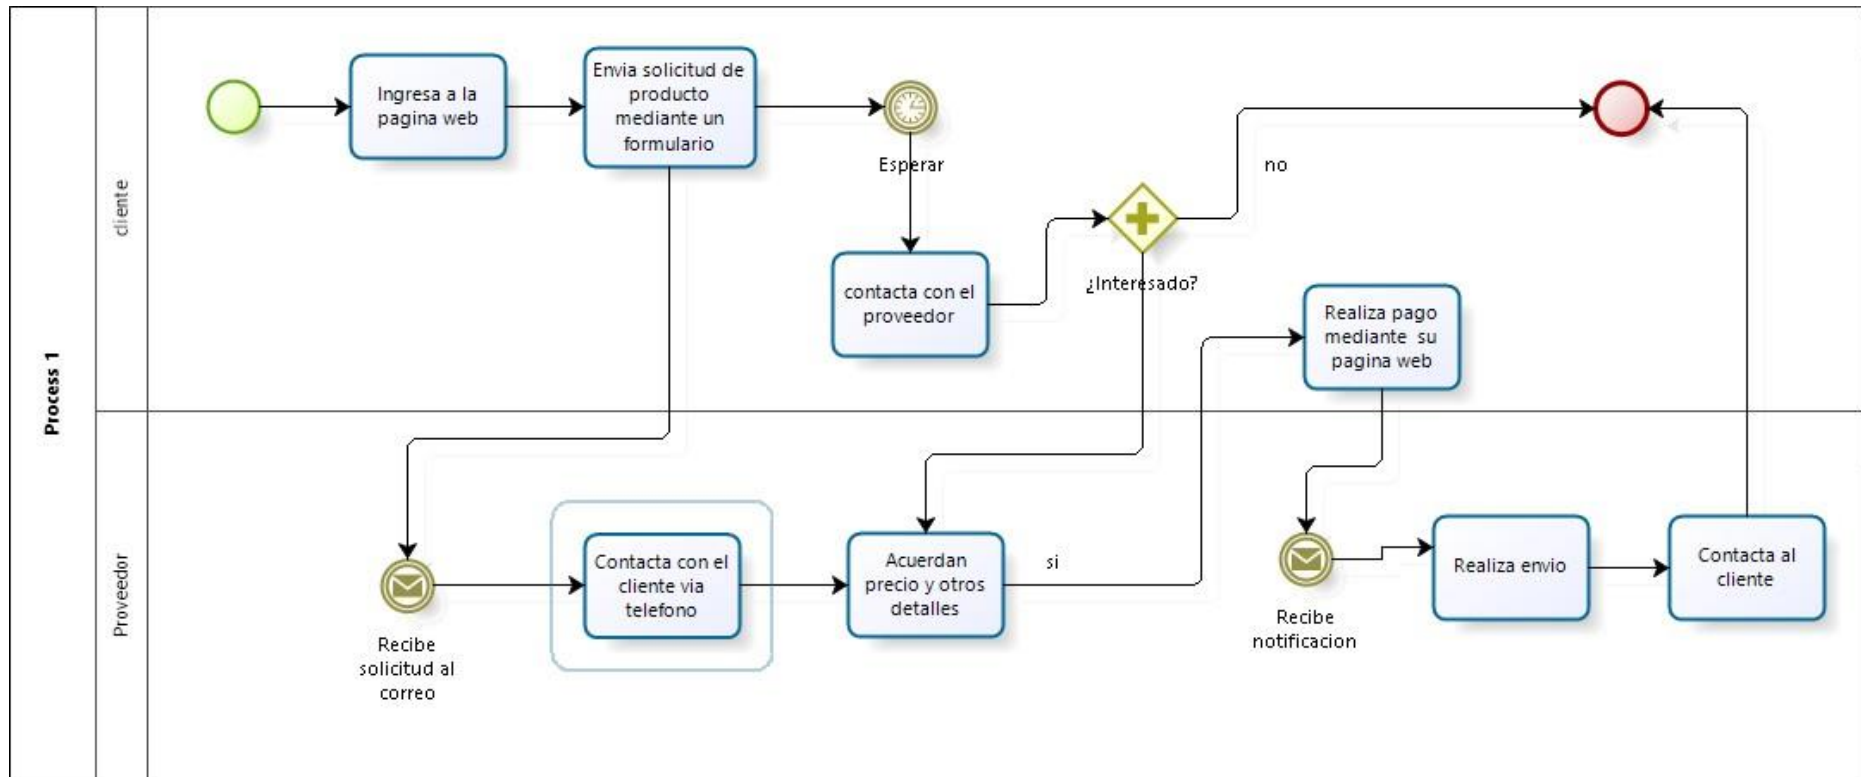 Process 1
cliente
Ingresa a la
pagina web
Envia solicitud de
producto
mediante un
formulario
Esperar
contacta con el
proveedor
¿Interesado?
no
Realiza pago
mediante su
pagina web
Proveedor
Recibe
solicitud al
correo
Contacta con el
cliente via
telefono
Acuerdan
precio y otros
detalles
si
Recibe
notificacion
Realiza envio
Contacta al
cliente